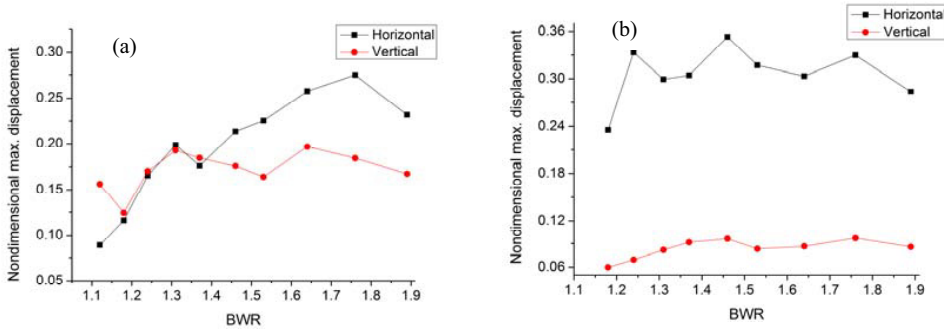 (a)
Horizontal
Vertical
Nondimensional max. displacement
0.30
0.25
0.20
0.15
0.10
0.05
1.1 1.2 1.3 1.4 1.5 1.6 1.7 1.8 1.9
BWR
(b)
Horizontal
Vertical
Nondimensional max. displacement
0.36
0.30
0.24
0.12
0.06
1.1 1.2 1.3 1.4 1.5 1.6 1.7 1.8 1.9
BWR